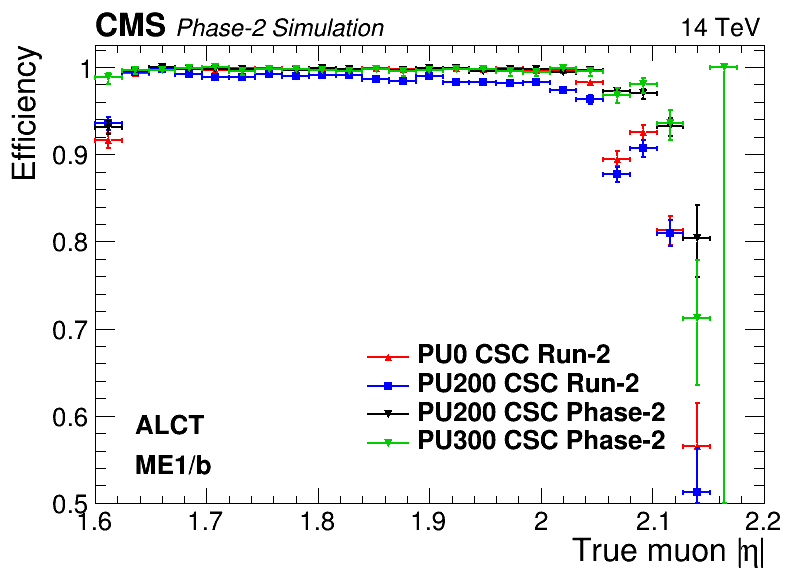 CMS Phase-2 Simulation 14 TeV
Efficiency
1
0.9
0.8
0.7
0.6
0.5
PU0 CSC Run-2
PU200 CSC Run-2
PU200 CSC Phase-2
PU300 CSC Phase-2
ALCT
ME1/b
1.6 1.7 1.8 1.9 2 2.1 2.2
True muon |η|